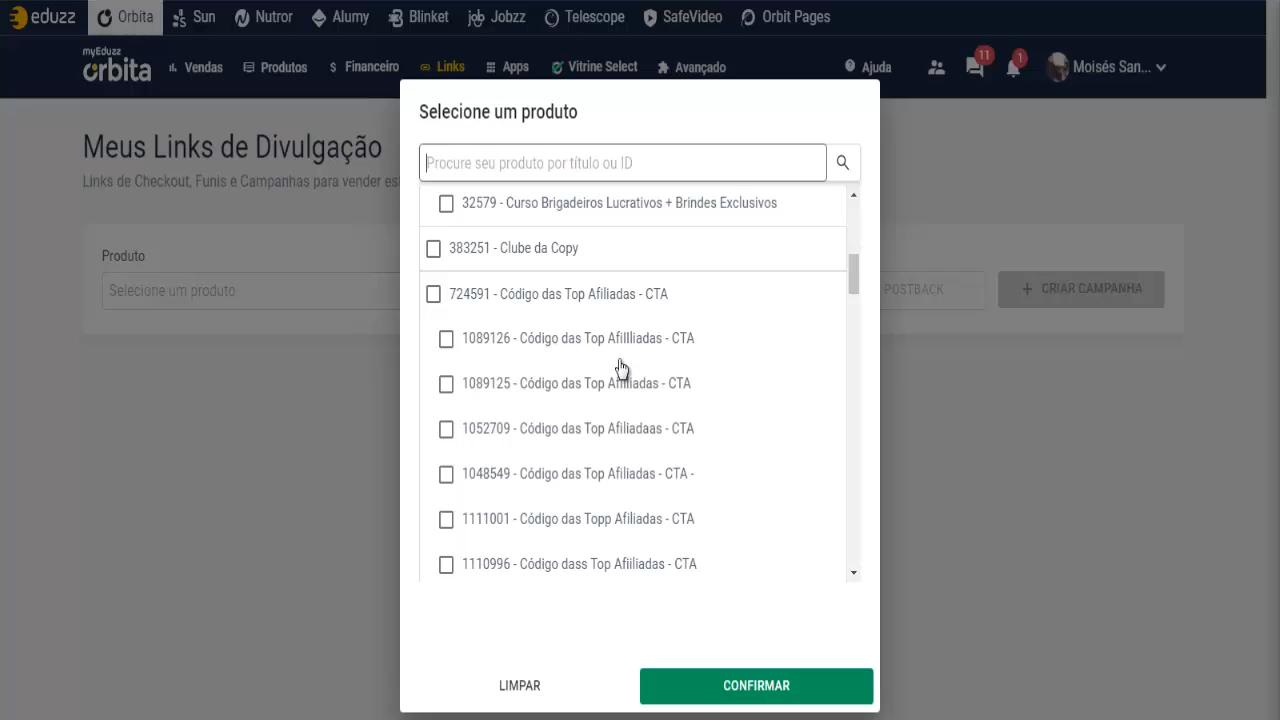 eduzz Orbita Sun Nutror Alumy Blinket Jobzz Telescope SafeVideo Orbit Pages
myEduzz
orbita Vendas Produtos Financeiro Links Apps Vitrine Select Avançado Ajuda 11 1 Moisés San...
Selecione um produto
Meus Links de Divulgação
Links de Checkout, Funis e Campanhas para vender es
Procure seu produto por título ou ID
32579 - Curso Brigadeiros Lucrativos + Brindes Exclusivos
383251 - Clube da Copy
Produto
Selecione um produto
POSTBACK
+ CRIAR CAMPANHA
724591 - Código das Top Afiliadas - CTA
1089126 - Código das Top Afillliadas - CTA
1089125 - Código das Top Afilliadas - CTA
1052709 - Código das Top Afiliadaas - CTA
1048549 - Código das Top Afiliadas - CTA -
1111001 - Código das Topp Afiliadas - CTA
1110996 - Código dass Top Afiiliadas - CTA
LIMPAR CONFIRMAR